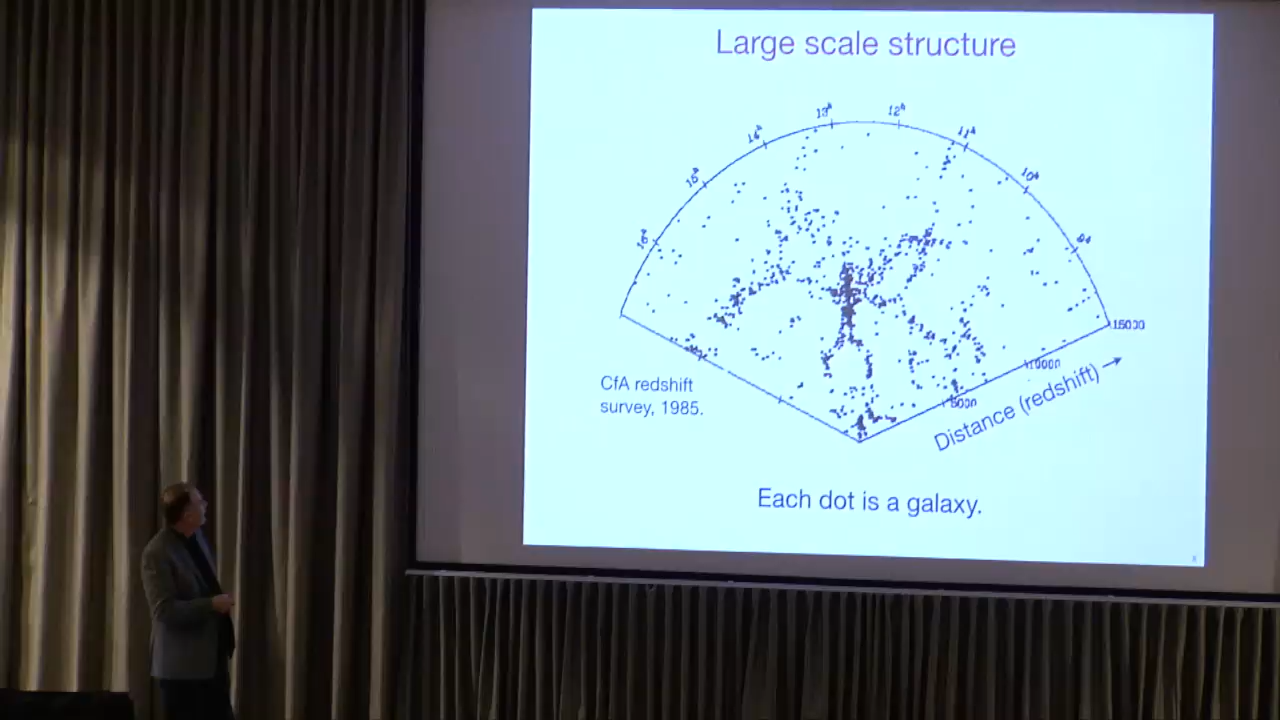 Large scale structure
13h
12h
14h
11h
15h
10h
16h
9h
15000
10000
5000
Distance (redshift) →
CfA redshift
survey, 1985.
Each dot is a galaxy.